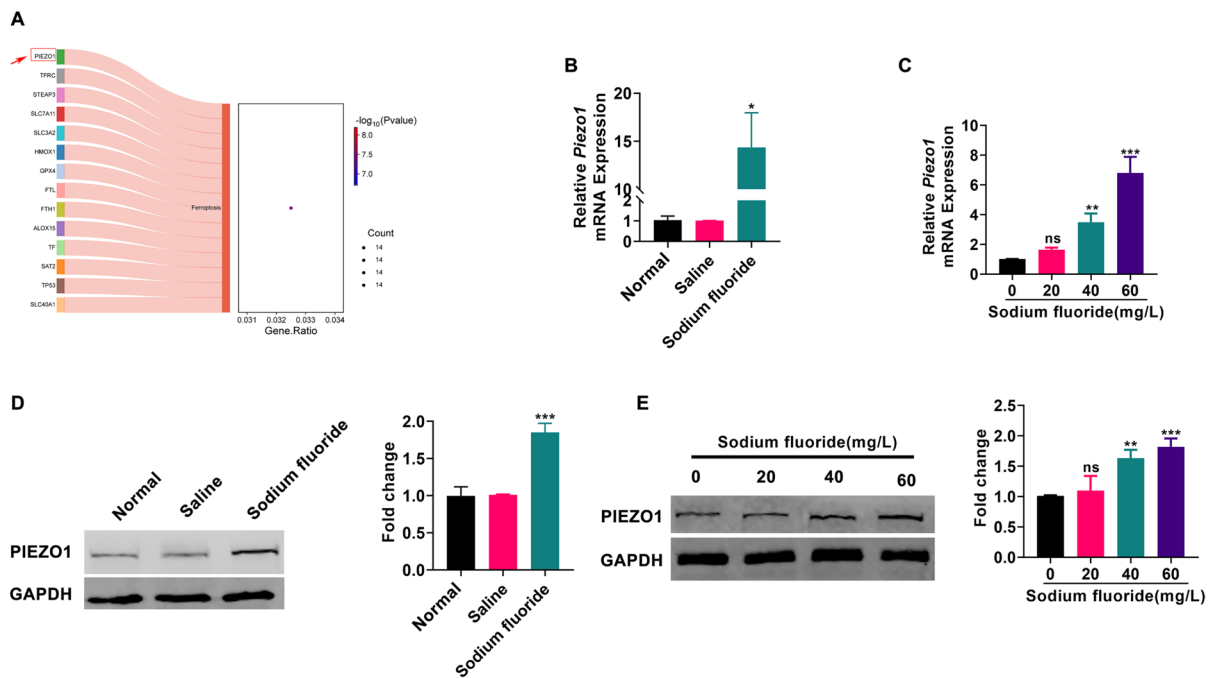 A
PIEZO1
TFRC
STEAP3
SLC7A11
SLC3A2
HMOX1
GPX4
FTL
FTH1
ALOX15
TF
SAT2
TP53
SLC40A1
Ferroptosis
0.031 0.032 0.033 0.034
Gene.Ratio
-log10(Pvalue)
8.0
7.5
7.0
Count
14
14
14
14
B
Relative Piezo1
mRNA Expression
20
15
10
10
2
1
0
*
Normal
Saline
Sodium fluoride
C
Relative Piezo1
mRNA Expression
10
8
6
4
2
0
ns
**
***
0 20 40 60
Sodium fluoride(mg/L)
D
Normal
Saline
Sodium fluoride
PIEZO1
GAPDH
Fold change
2.0
1.5
1.0
0.5
0.0
***
Normal
Saline
Sodium fluoride
E
Sodium fluoride(mg/L)
0 20 40 60
PIEZO1
GAPDH
Fold change
2.5
2.0
1.5
1.0
0.5
0.0
ns
**
***
0 20 40 60
Sodium fluoride(mg/L)